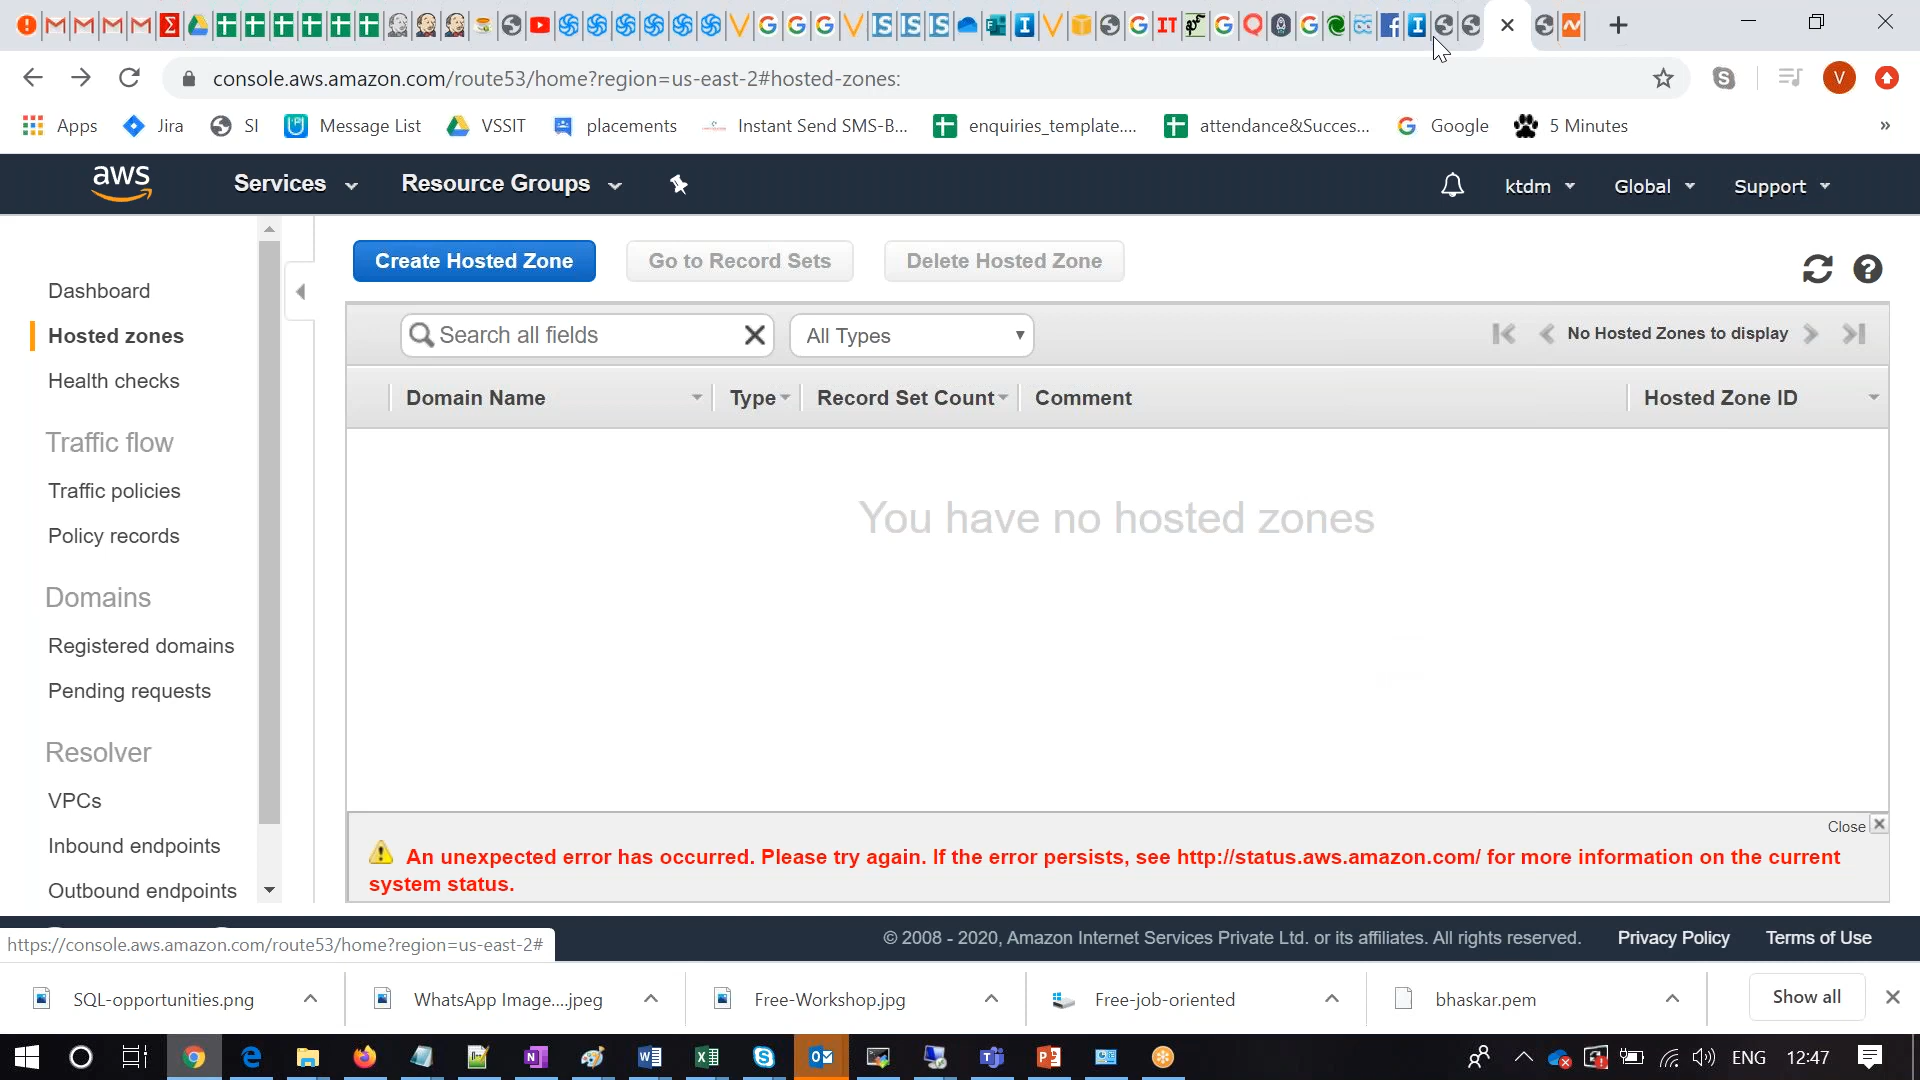 console.aws.amazon.com/route53/home?region=us-east-2#hosted-zones:
V
Apps
Jira
SI
Message List
VSSIT
placements
Instant Send SMS-B...
enquiries_template....
attendance&Succes...
Google
5 Minutes
»
aws
Services
Resource Groups
ktdm
Global
Support
Create Hosted Zone
Go to Record Sets
Delete Hosted Zone
Dashboard
Hosted zones
Health checks
Traffic flow
Traffic policies
Policy records
Domains
Registered domains
Pending requests
Resolver
VPCs
Inbound endpoints
Outbound endpoints
Search all fields
All Types
No Hosted Zones to display
Domain Name
Type
Record Set Count
Comment
Hosted Zone ID
You have no hosted zones
Close
An unexpected error has occurred. Please try again. If the error persists, see http://status.aws.amazon.com/ for more information on the current
system status.
https://console.aws.amazon.com/route53/home?region=us-east-2#
© 2008 - 2020, Amazon Internet Services Private Ltd. or its affiliates. All rights reserved.
Privacy Policy
Terms of Use
SQL-opportunities.png
WhatsApp Image....jpeg
Free-Workshop.jpg
Free-job-oriented
bhaskar.pem
Show all
ENG
12:47